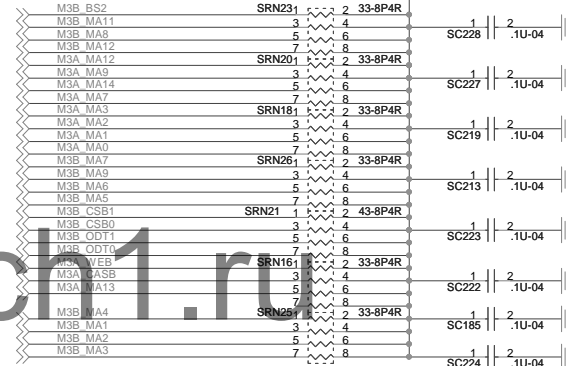 M3B_BS2 SRN23 1 2 33-8P4R
M3B_MA11 3 4 1 2
M3B_MA8 5 6 SC228 .1U-04
M3B_MA12 7 8
M3A_MA12 SRN20 1 2 33-8P4R
M3A_MA9 3 4 1 2
M3A_MA14 5 6 SC227 .1U-04
M3A_MA7 7 8
M3A_MA3 SRN18 1 2 33-8P4R
M3A_MA2 3 4 1 2
M3A_MA1 5 6 SC219 .1U-04
M3A_MA0 7 8
M3B_MA7 SRN26 1 2 33-8P4R
M3B_MA9 3 4 1 2
M3B_MA6 5 6 SC213 .1U-04
M3B_MA5 7 8
M3B_CSB1 SRN21 1 2 43-8P4R
M3B_CSB0 3 4 1 2
M3B_ODT1 5 6 SC223 .1U-04
M3B_ODT0 7 8
M3A_WEB SRN16 1 2 33-8P4R
M3A_CASB 3 4 1 2
M3A_MA13 5 6 SC222 .1U-04
7 8
M3B_MA4 SRN25 1 2 33-8P4R
M3B_MA1 3 4 1 2
M3B_MA2 5 6 SC185 .1U-04
M3B_MA3 7 8 1 2
SC224 .1U-04
ch1.ru